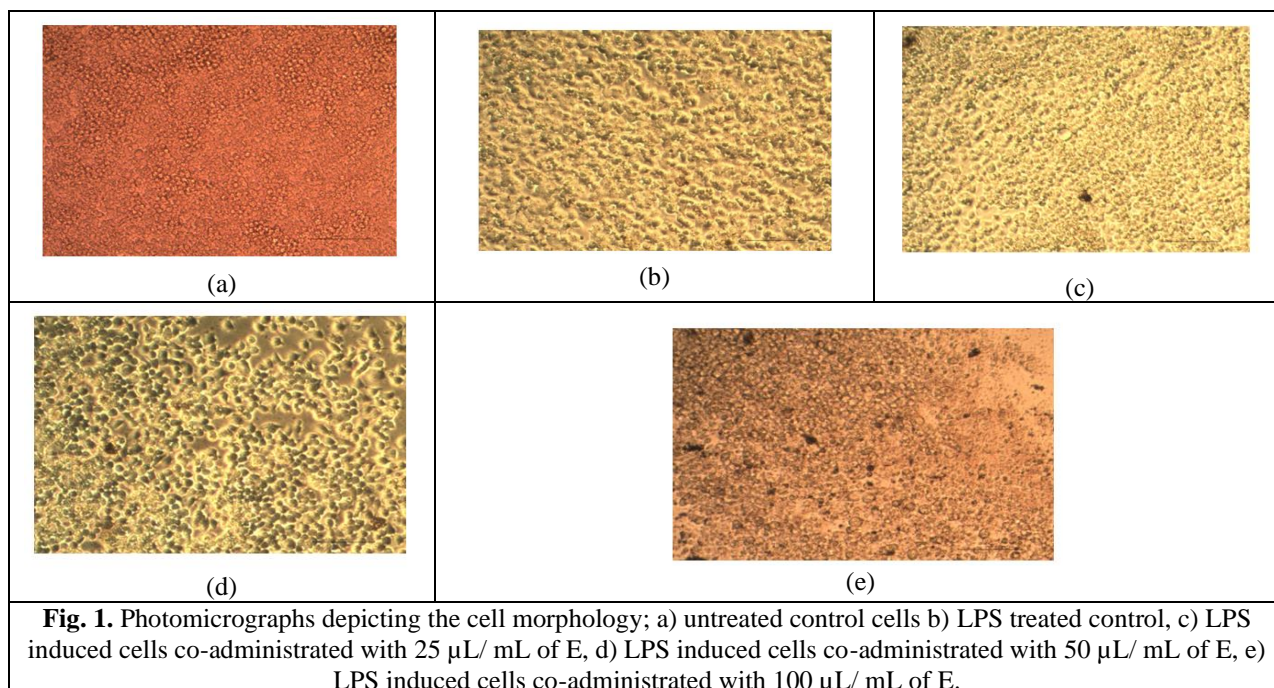 (a)
(b)
(c)
(d)
(e)
Fig. 1. Photomicrographs depicting the cell morphology; a) untreated control cells b) LPS treated control, c) LPS
induced cells co-administrated with 25 µL/ mL of E, d) LPS induced cells co-administrated with 50 µL/ mL of E, e)
LPS induced cells co-administrated with 100 µL/ mL of E.